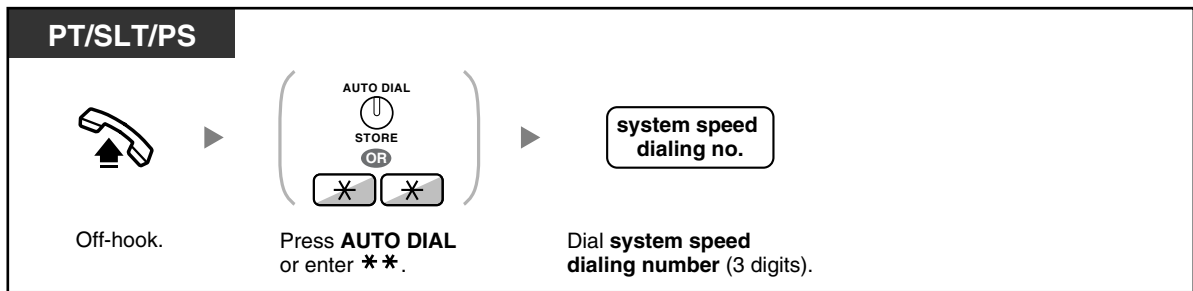 PT/SLT/PS
AUTO DIAL
STORE
OR
* *
system speed
dialing no.
Off-hook.
Press AUTO DIAL
or enter * *.
Dial system speed
dialing number (3 digits).